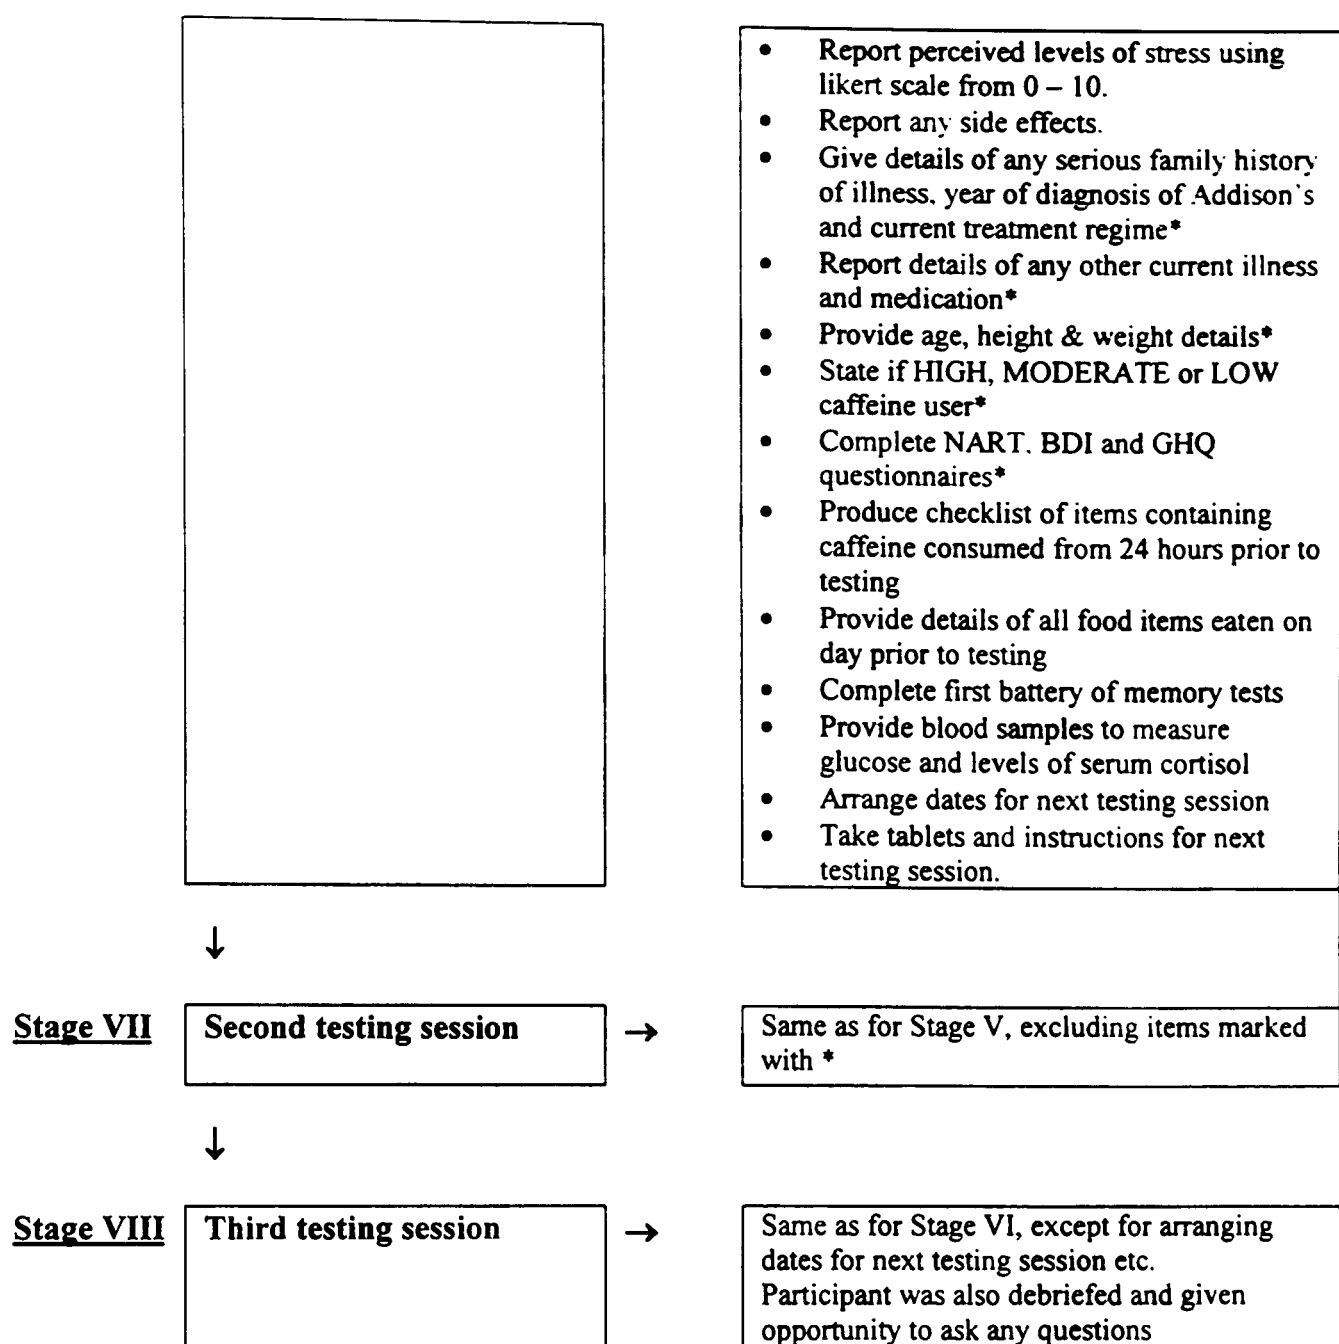 • Report perceived levels of stress using
likert scale from 0 – 10.
• Report any side effects.
• Give details of any serious family history
of illness, year of diagnosis of Addison's
and current treatment regime*
• Report details of any other current illness
and medication*
• Provide age, height & weight details*
• State if HIGH, MODERATE or LOW
caffeine user*
• Complete NART. BDI and GHQ
questionnaires*
• Produce checklist of items containing
caffeine consumed from 24 hours prior to
testing
• Provide details of all food items eaten on
day prior to testing
• Complete first battery of memory tests
• Provide blood samples to measure
glucose and levels of serum cortisol
• Arrange dates for next testing session
• Take tablets and instructions for next
testing session.
↓
Stage VII Second testing session → Same as for Stage V, excluding items marked
with *
↓
Stage VIII Third testing session → Same as for Stage VI, except for arranging
dates for next testing session etc.
Participant was also debriefed and given
opportunity to ask any questions